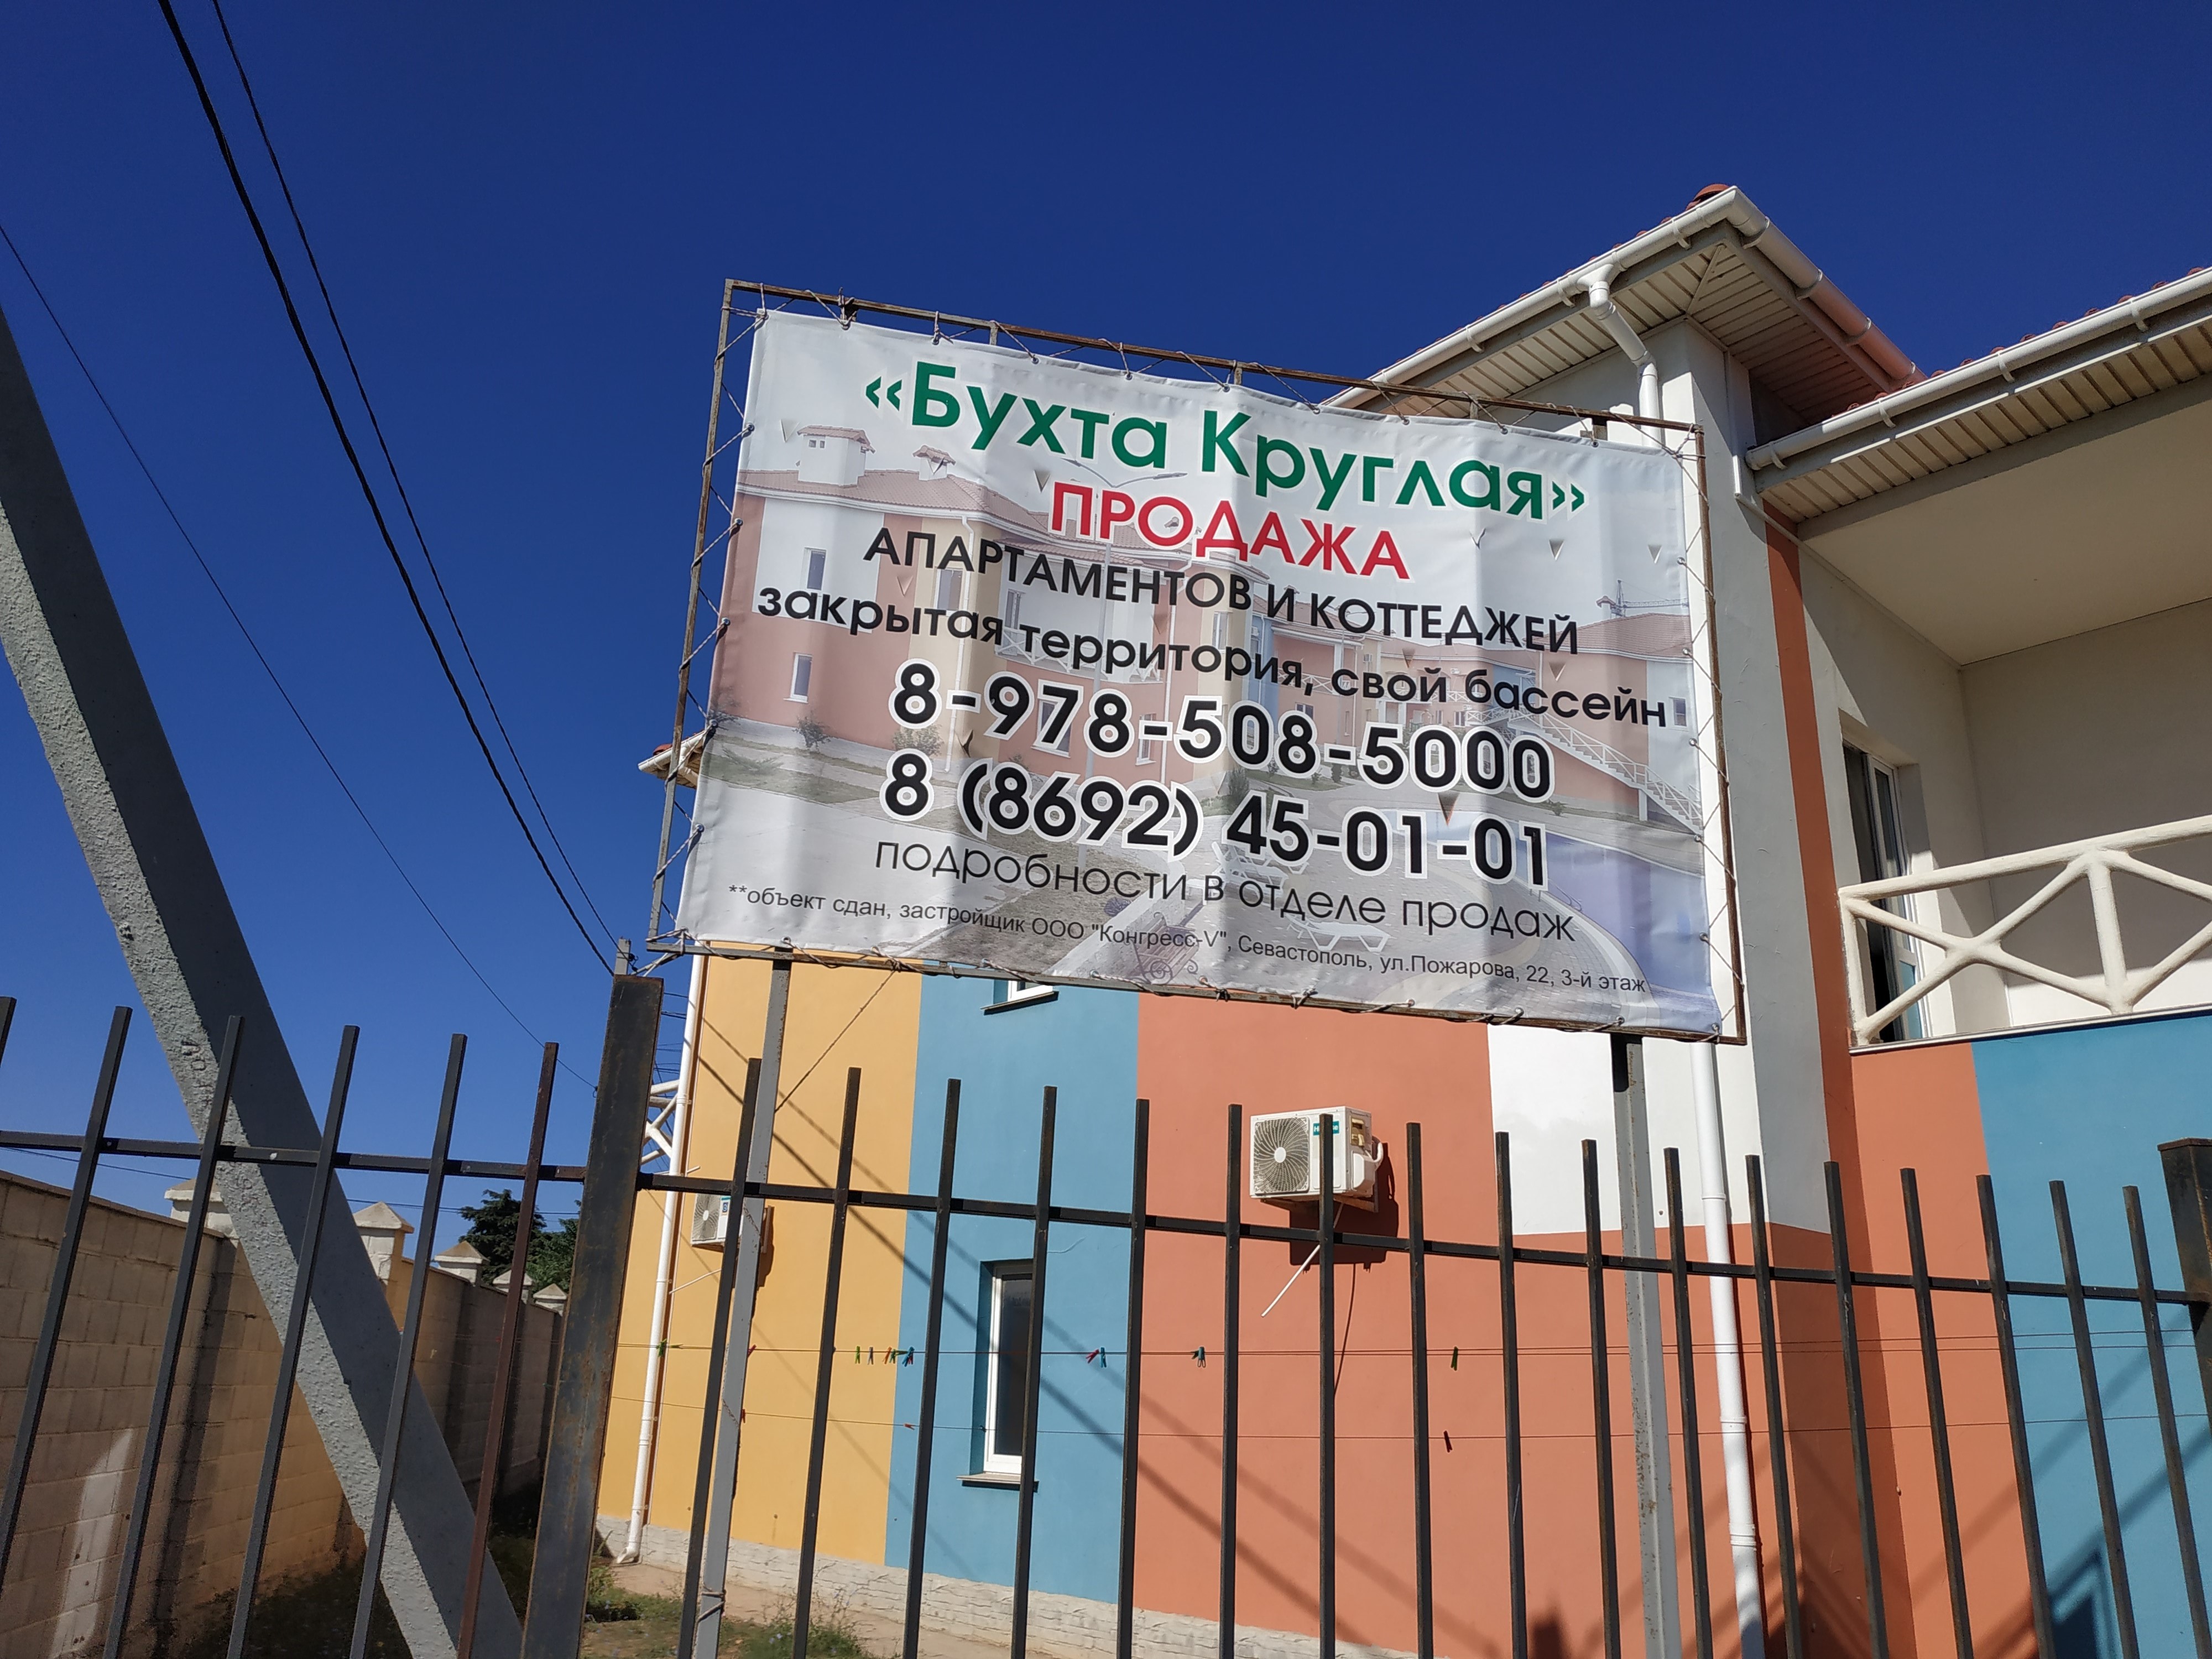 «Бухта Круглая»
ПРОДАЖА
АПАРТАМЕНТОВ И КОТТЕДЖЕЙ
закрытая территория, свой бассейн
8-978-508-5000
8 (8692) 45-01-01
подробности в отделе продаж
**объект сдан, застройщик ООО "Конгресс-V", Севастополь, ул.Пожарова, 22, 3-й этаж